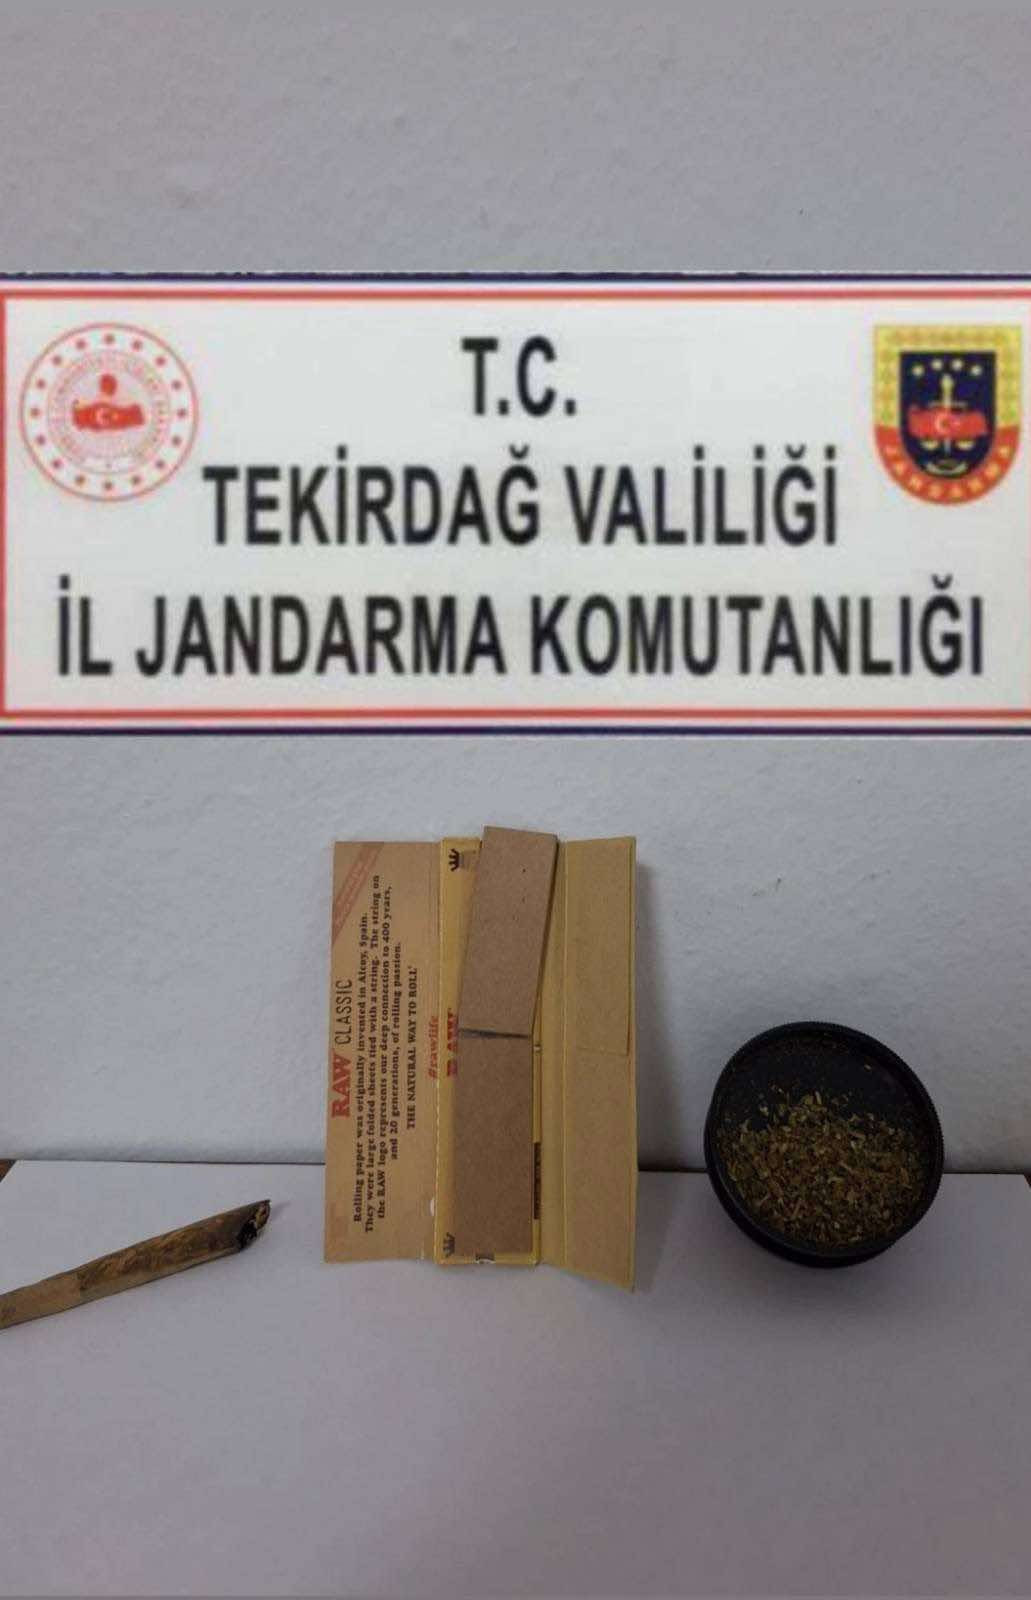 T.C.
TEKİRDAĞ VALİLİĞİ
İL JANDARMA KOMUTANLIĞI
JANDARMA
RAW CLASSIC
Rolling paper was originally invented in Alcoy, Spain.
They were large folded sheets tied with a string. The string on
the RAW logo represents our deep connection to 400 years,
and 20 generations, of rolling passion.
THE NATURAL WAY TO ROLL
#rawlife
RAW